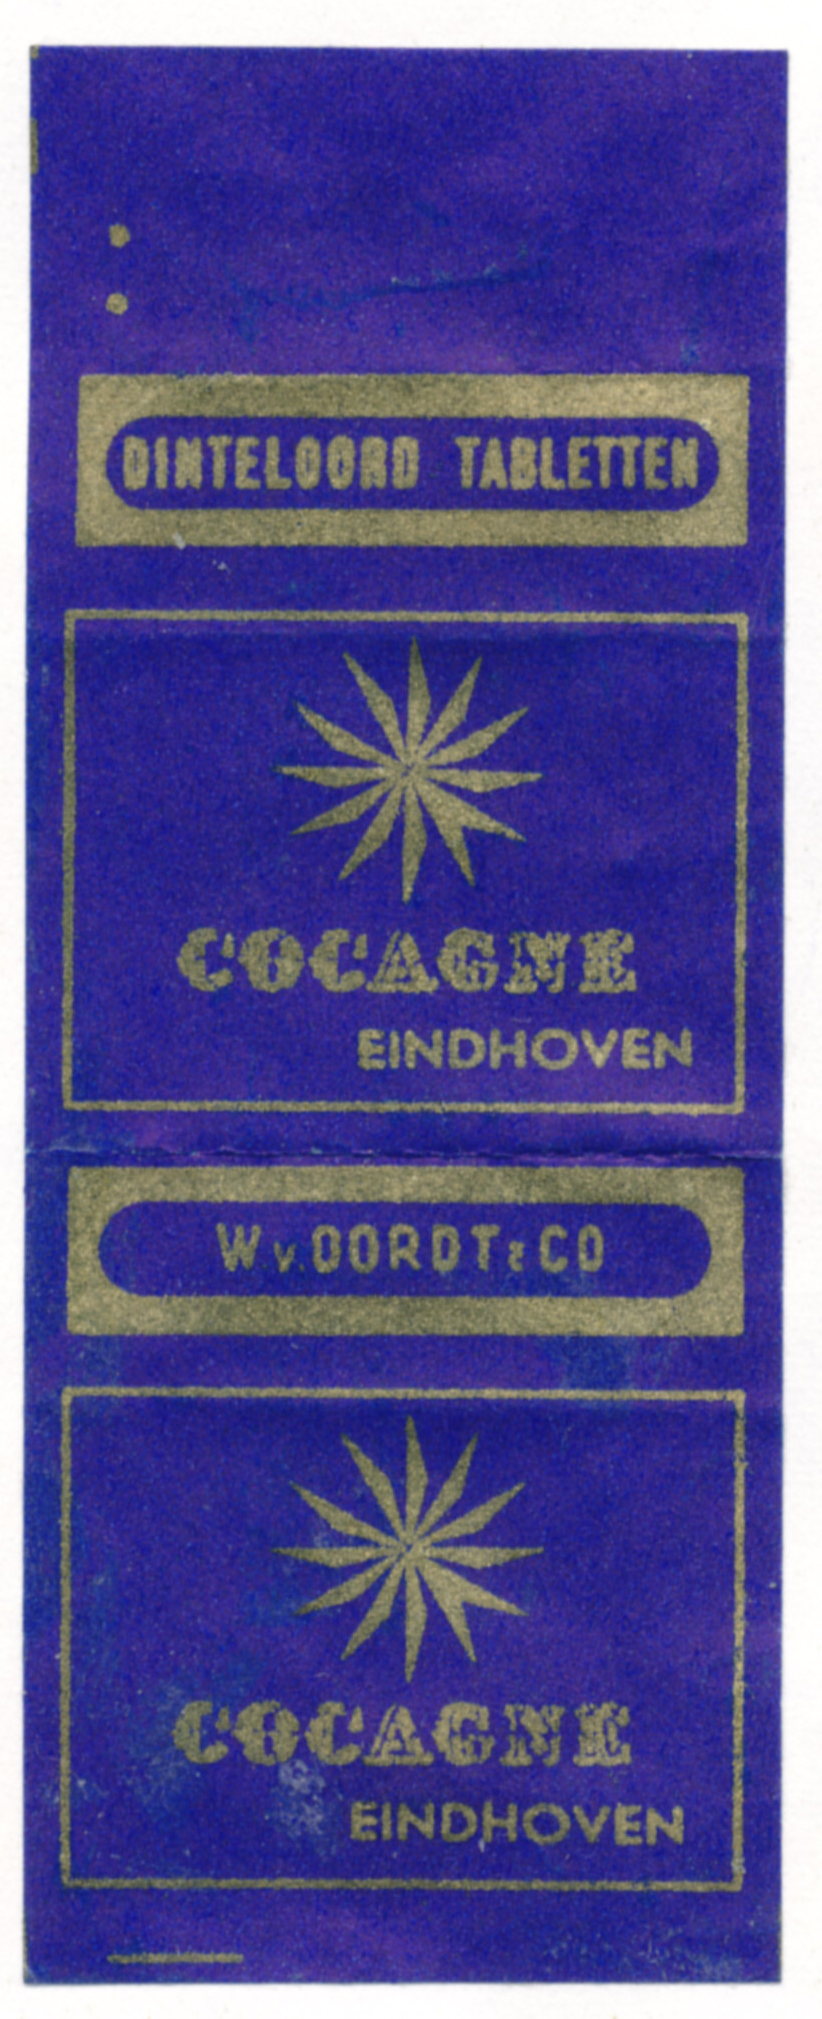 DINTELOORD TABLETTEN
COCAGNE
EINDHOVEN
W v. OORDT & CO
COCAGNE
EINDHOVEN